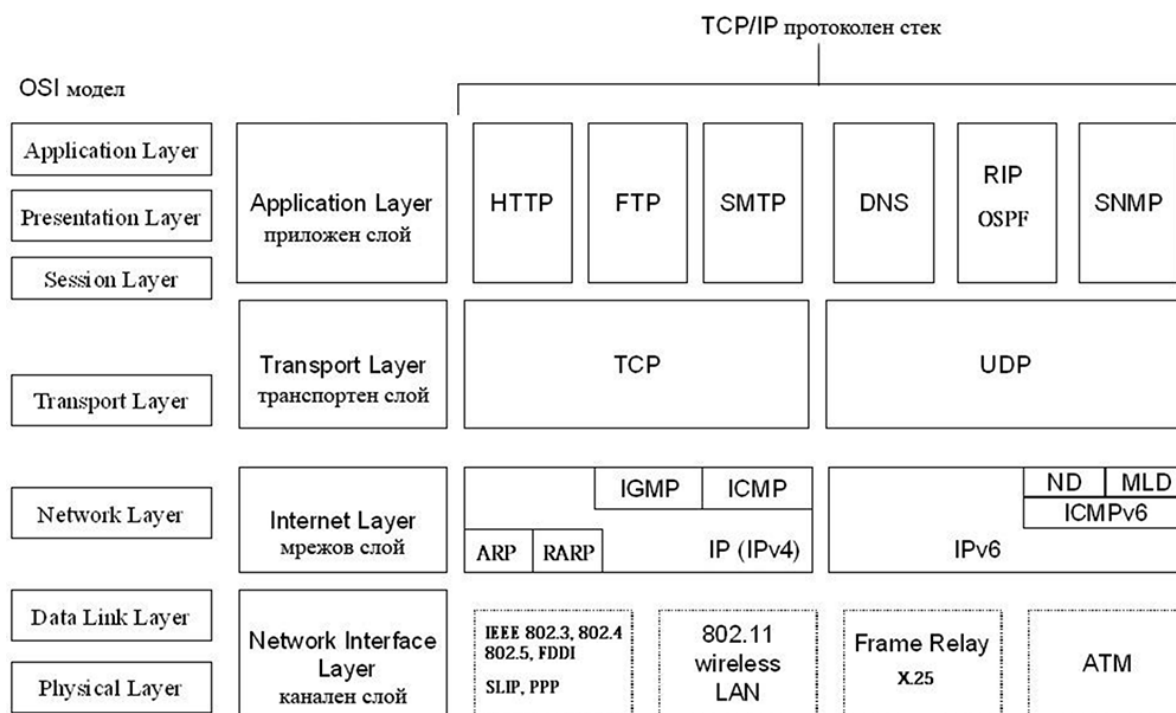 TCP/IP протоколен стек
OSI модел
Application Layer
Presentation Layer
Session Layer
Application Layer
приложен слой
HTTP
FTP
SMTP
DNS
RIP
OSPF
SNMP
Transport Layer
Transport Layer
транспортен слой
TCP
UDP
Network Layer
Internet Layer
мрежов слой
IGMP
ICMP
ARP
RARP
IP (IPv4)
ND
MLD
ICMPv6
IPv6
Data Link Layer
Physical Layer
Network Interface
Layer
канален слой
IEEE 802.3, 802.4
802.5, FDDI
SLIP, PPP
802.11
wireless
LAN
Frame Relay
X.25
ATM